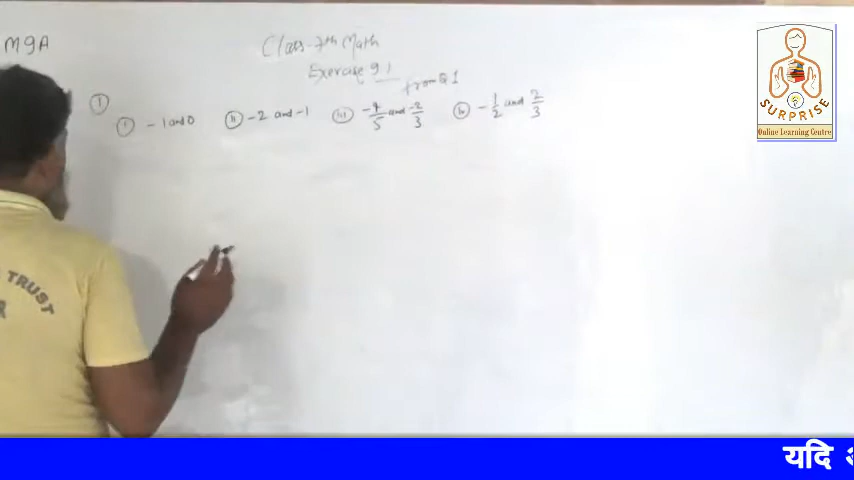 M9A
Class-7th Math
Exercise 9.1
from Q1
① ⓘ -1 and 0 ⓘⓘ -2 and -1 ⓘⓘⓘ -4/5 and -2/3 ⓘⓥ -1/2 and 2/3
TRUST
R
SURPRISE
Online Learning Centre
यदि